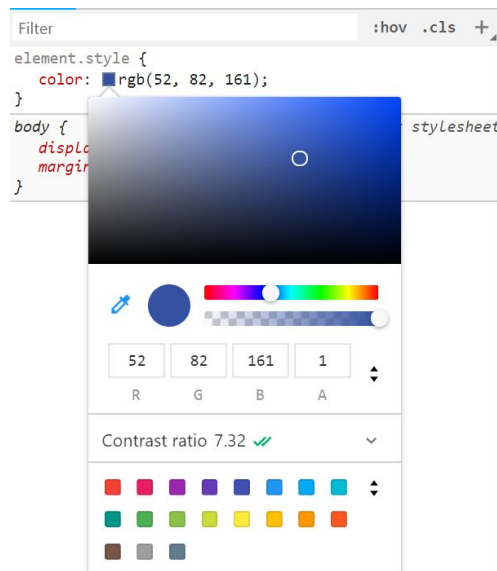 Filter :hov .cls +
element.style {
color: rgb(52, 82, 161);
}
body { stylesheet
displa
margin
}
52 82 161 1
R G B A
Contrast ratio 7.32